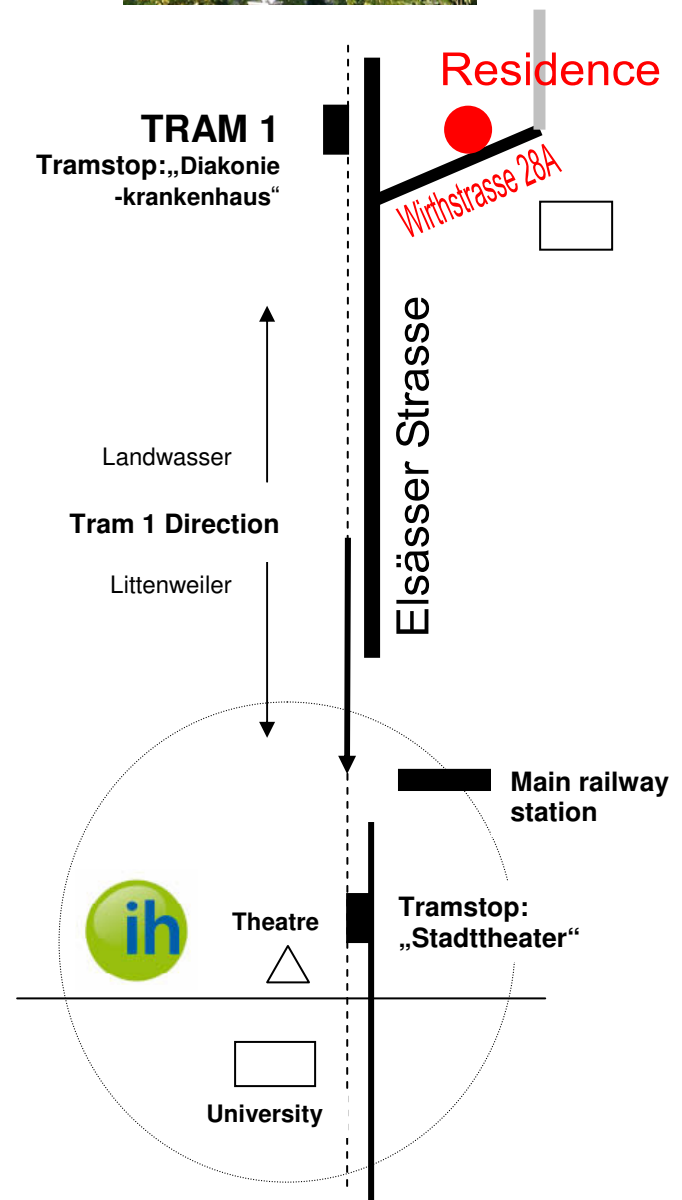 Residence
TRAM 1
Tramstop:„Diakonie
-krankenhaus“
Wirthstrasse 28A
Elsässer Strasse
Landwasser
Tram 1 Direction
Littenweiler
Main railway
station
ih
Theatre
Tramstop:
„Stadttheater“
University